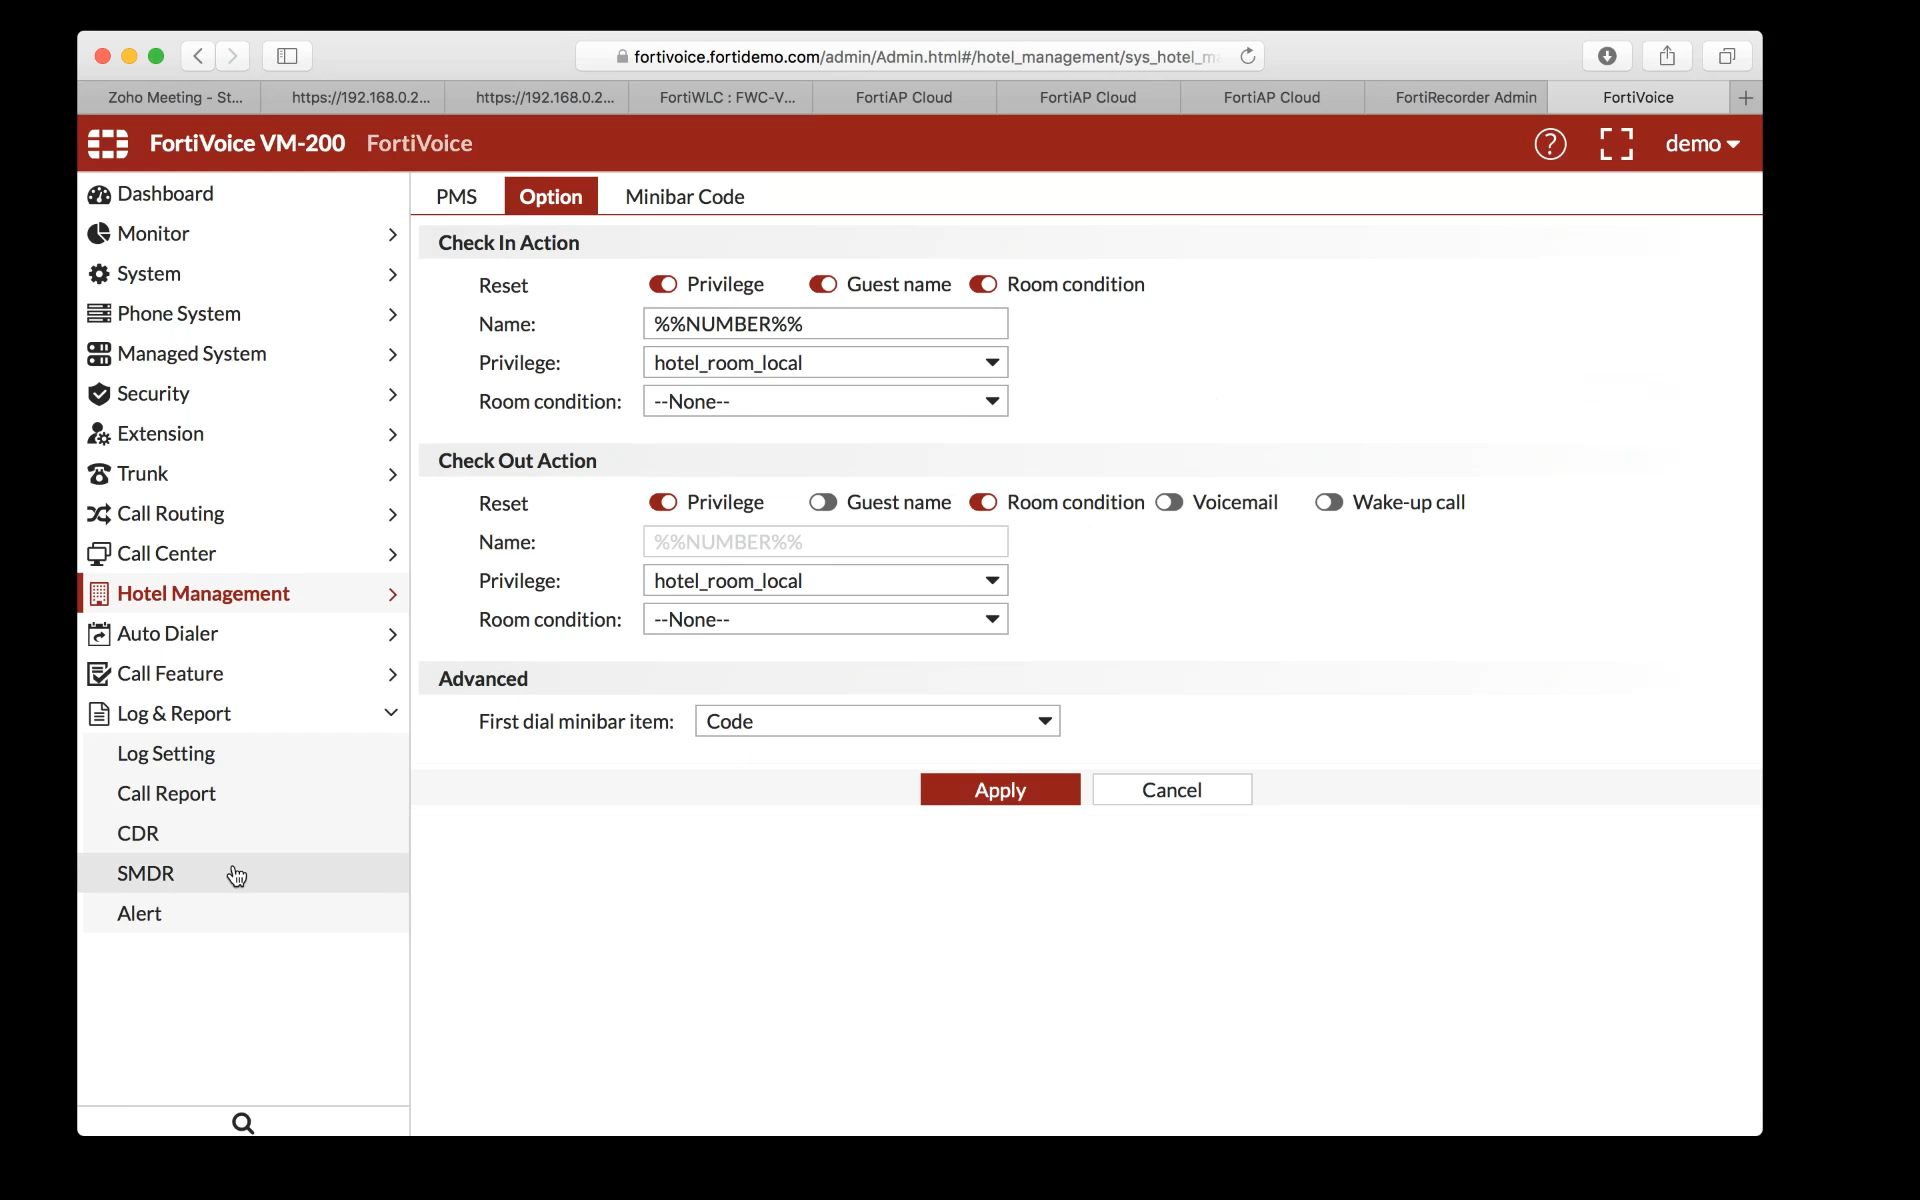 fortivoice.fortidemo.com/admin/Admin.html#/hotel_management/sys_hotel_m
Zoho Meeting - St... https://192.168.0.2... https://192.168.0.2... FortiWLC : FWC-V... FortiAP Cloud FortiAP Cloud FortiAP Cloud FortiRecorder Admin FortiVoice
FortiVoice VM-200 FortiVoice
demo
Dashboard
Monitor
System
Phone System
Managed System
Security
Extension
Trunk
Call Routing
Call Center
Hotel Management
Auto Dialer
Call Feature
Log & Report
Log Setting
Call Report
CDR
SMDR
Alert
PMS Option Minibar Code
Check In Action
Reset Privilege Guest name Room condition
Name: %%NUMBER%%
Privilege: hotel_room_local
Room condition: --None--
Check Out Action
Reset Privilege Guest name Room condition Voicemail Wake-up call
Name: %%NUMBER%%
Privilege: hotel_room_local
Room condition: --None--
Advanced
First dial minibar item: Code
Apply Cancel